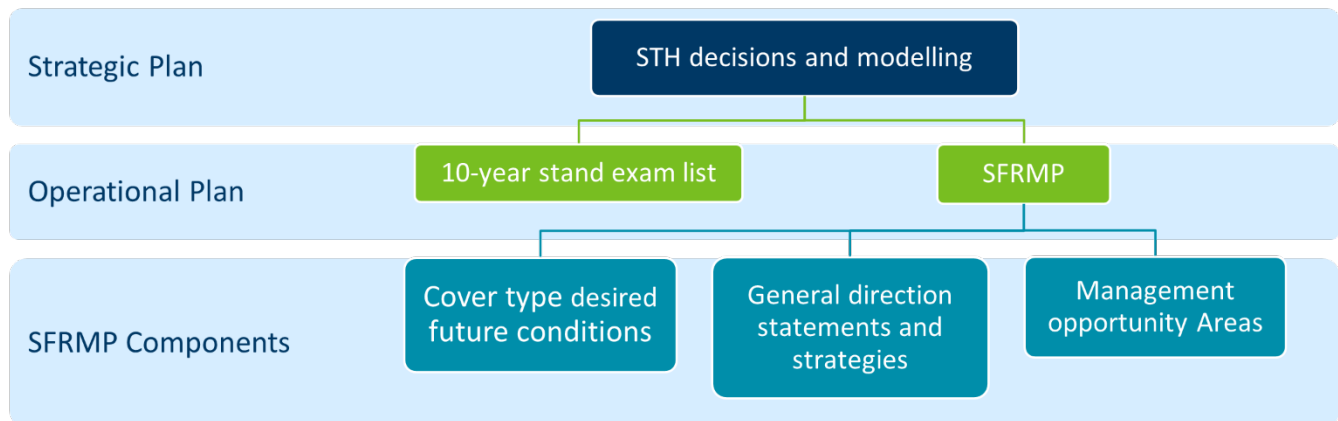 Strategic Plan
STH decisions and modelling
Operational Plan
10-year stand exam list
SFRMP
SFRMP Components
Cover type desired
future conditions
General direction
statements and
strategies
Management
opportunity Areas